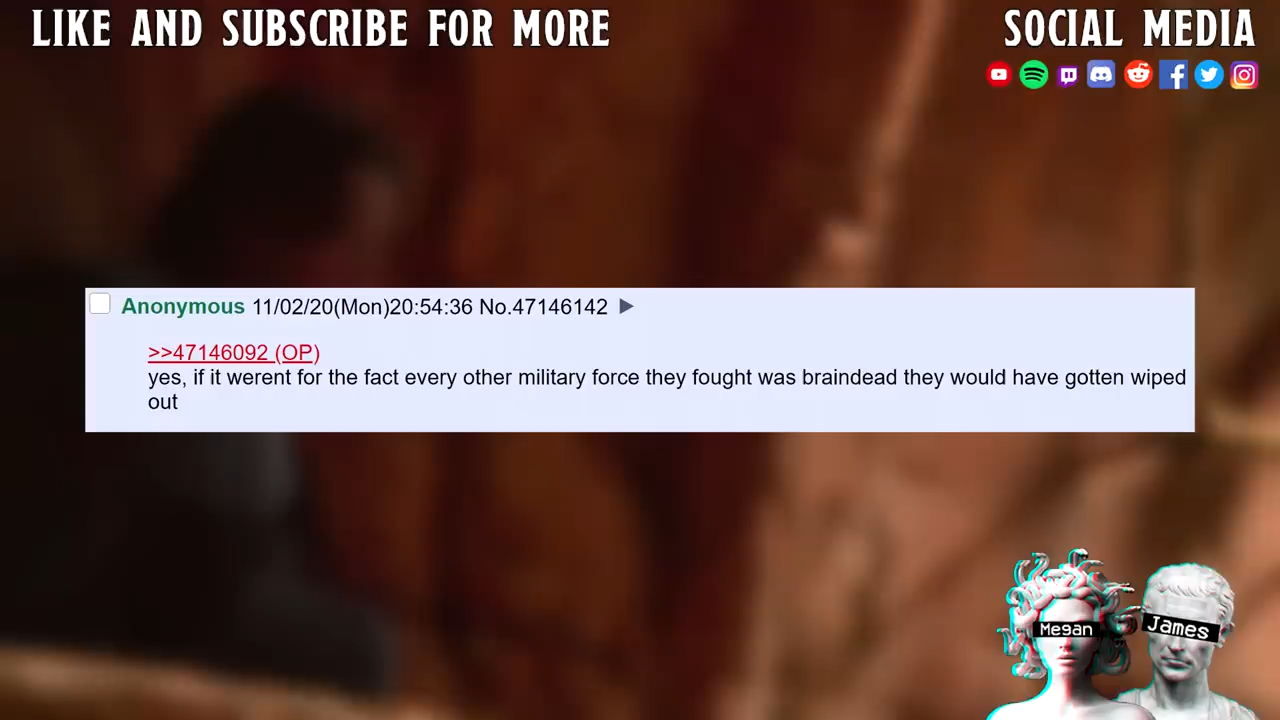 LIKE AND SUBSCRIBE FOR MORE
SOCIAL MEDIA
Anonymous 11/02/20(Mon)20:54:36 No.47146142 ▶
>>47146092 (OP)
yes, if it werent for the fact every other military force they fought was braindead they would have gotten wiped
out
Megan
James